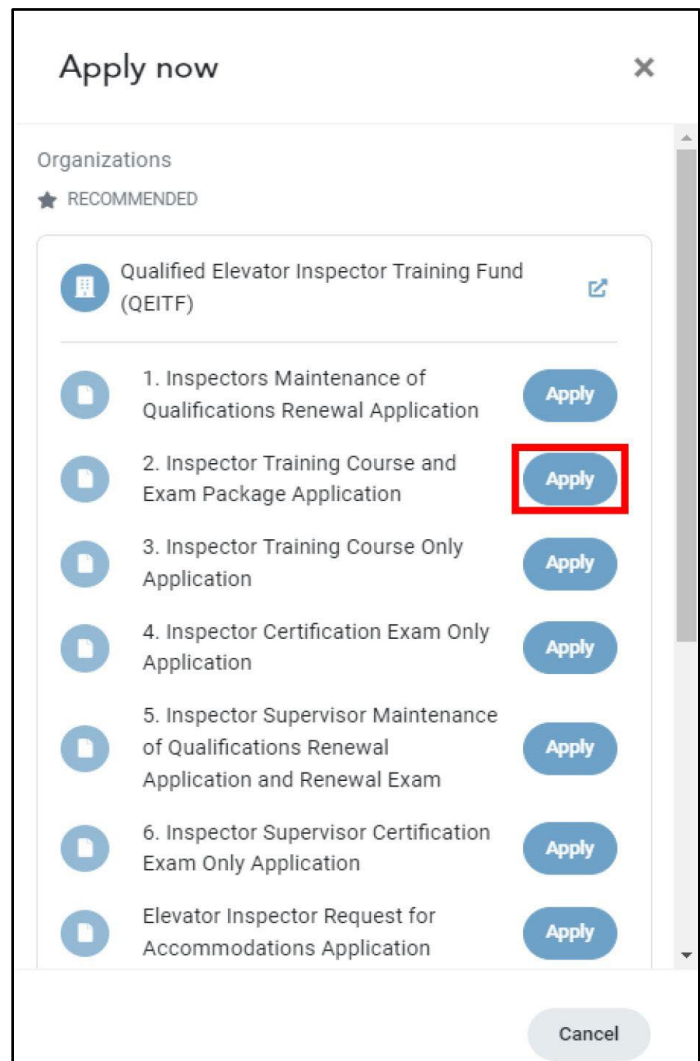 Apply now
Organizations
RECOMMENDED
Qualified Elevator Inspector Training Fund
(QEITF)
1. Inspectors Maintenance of
Qualifications Renewal Application
Apply
2. Inspector Training Course and
Exam Package Application
Apply
3. Inspector Training Course Only
Application
Apply
4. Inspector Certification Exam Only
Application
Apply
5. Inspector Supervisor Maintenance
of Qualifications Renewal
Application and Renewal Exam
Apply
6. Inspector Supervisor Certification
Exam Only Application
Apply
Elevator Inspector Request for
Accommodations Application
Apply
Cancel